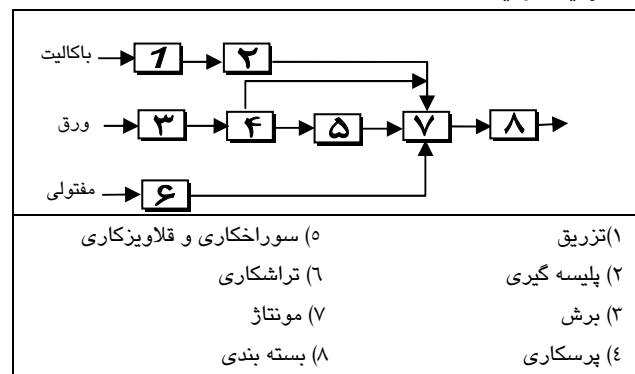 باکالیت
۱ ۲
ورق
۳ ۴ ۵ ۷ ۸
مفتولی
۶
۱)تزریق
۵) سوراخکاری و قلاویزکاری
۲) پلیسه گیری
۶) تراشکاری
۳) برش
۷) مونتاژ
۴) پرسکاری
۸) بسته بندی